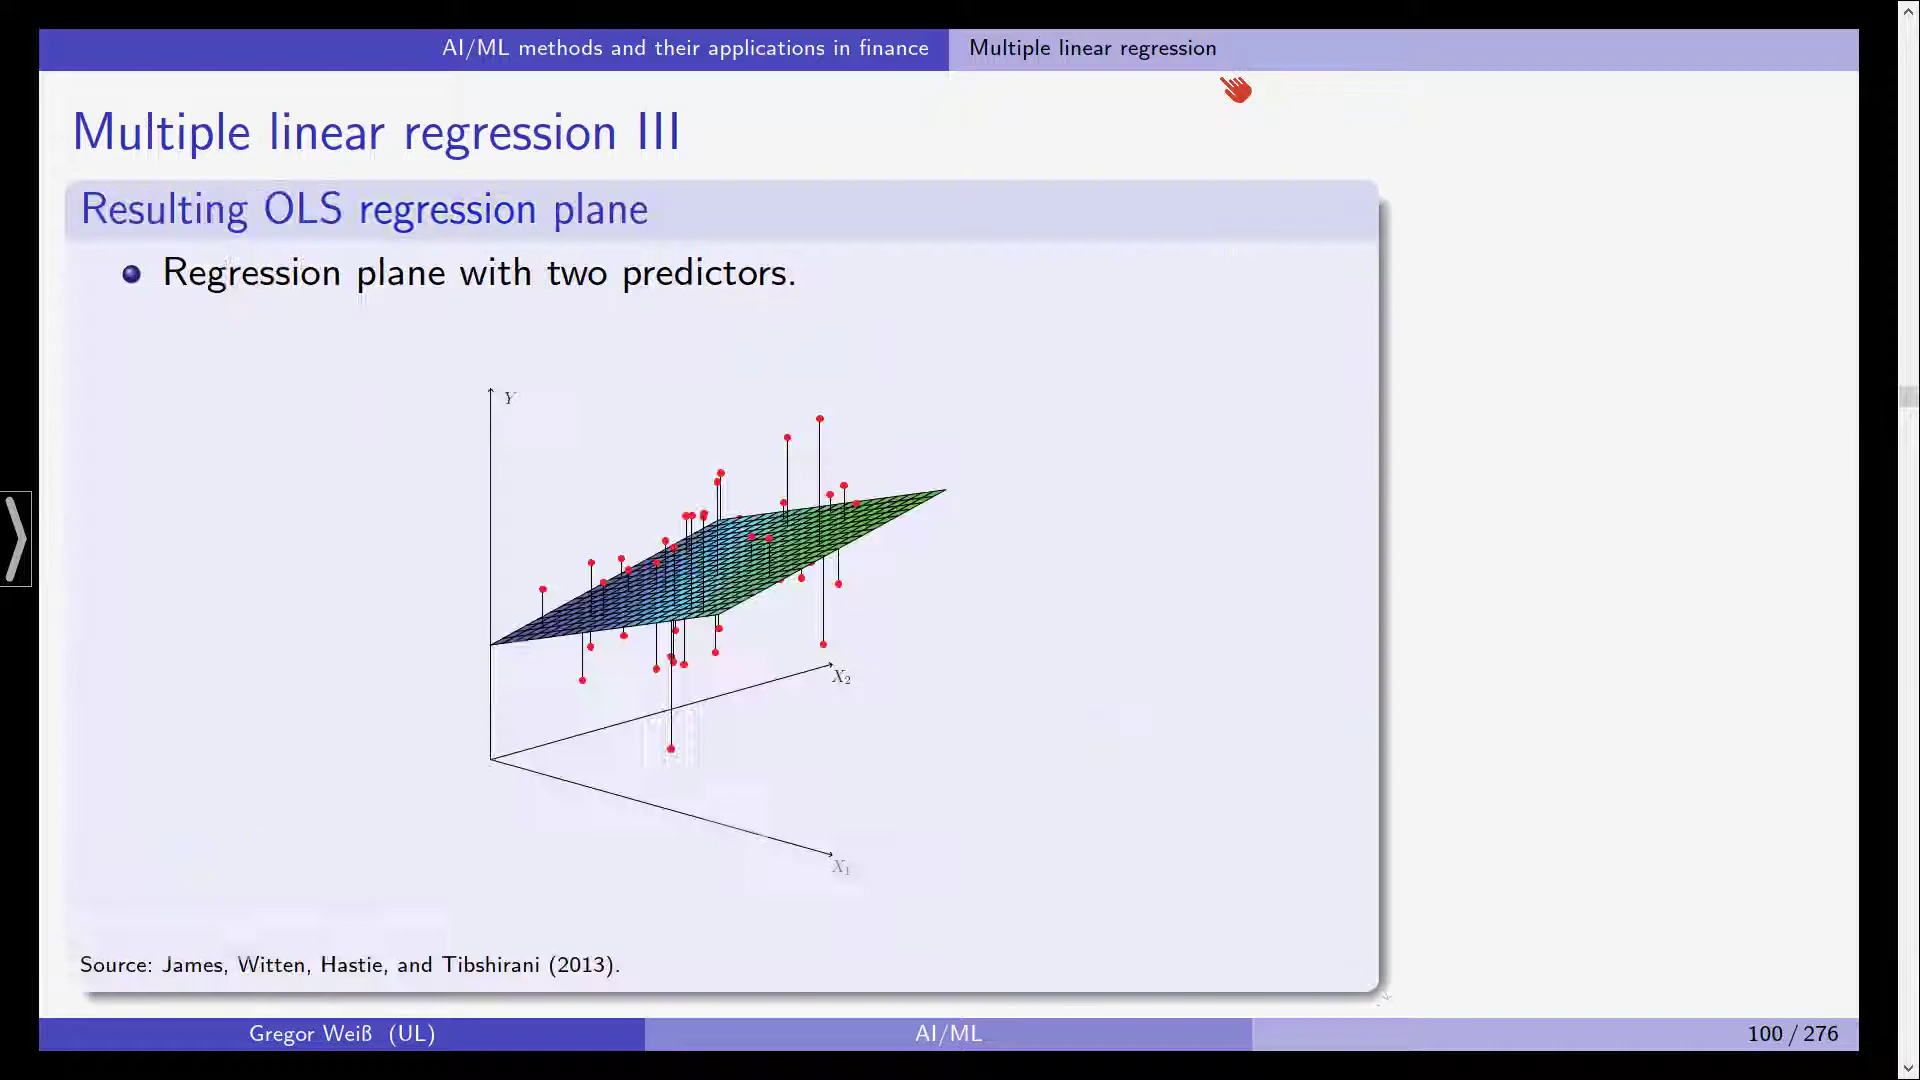 AI/ML methods and their applications in finance
Multiple linear regression
Multiple linear regression III
Resulting OLS regression plane
Regression plane with two predictors.
Y
X₂
X₁
Source: James, Witten, Hastie, and Tibshirani (2013).
Gregor Weiß (UL)
AI/ML
100 / 276